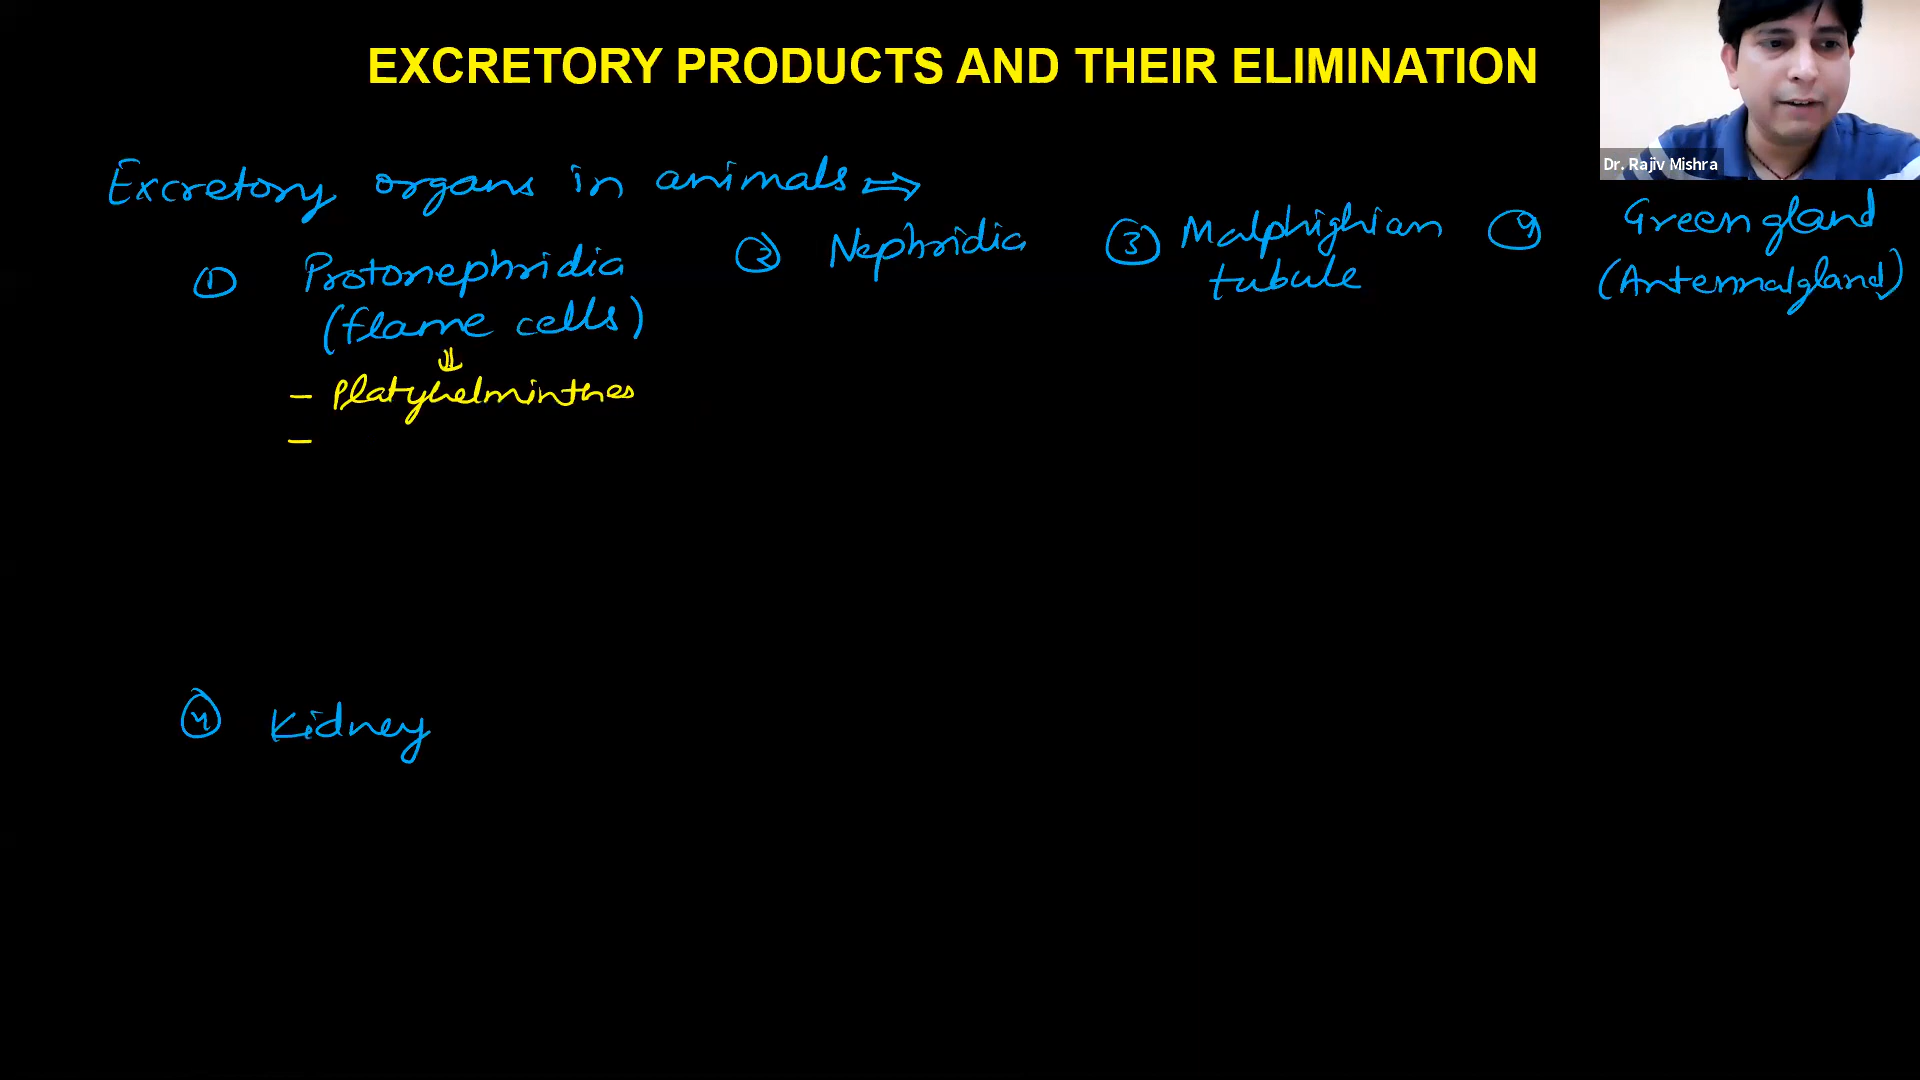 EXCRETORY PRODUCTS AND THEIR ELIMINATION
Dr. Rajiv Mishra
Excretory organs in animals ⇒
① Protonephridia
(flame cells)
⇓
- Platyhelminthes
-
② Nephridia
③ Malphighian
tubule
④ Green gland
(Antennal gland)
④ Kidney